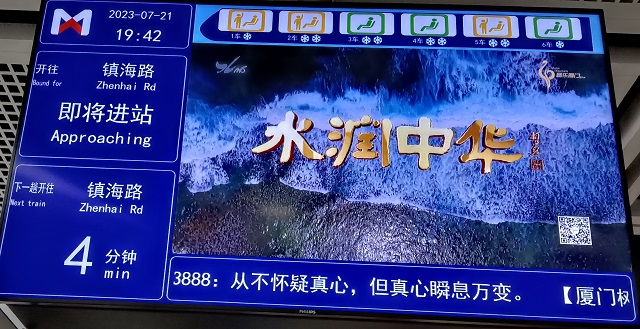 2023-07-21
19:42
1车
2车
3车
4车
5车
6车
开往
Bound for
镇海路
Zhenhai Rd
即将进站
Approaching
水润中华
下一趟开往
Next train
镇海路
Zhenhai Rd
4 分钟
min
3888：从不怀疑真心，但真心瞬息万变。 【厦门枫
PHILIPS